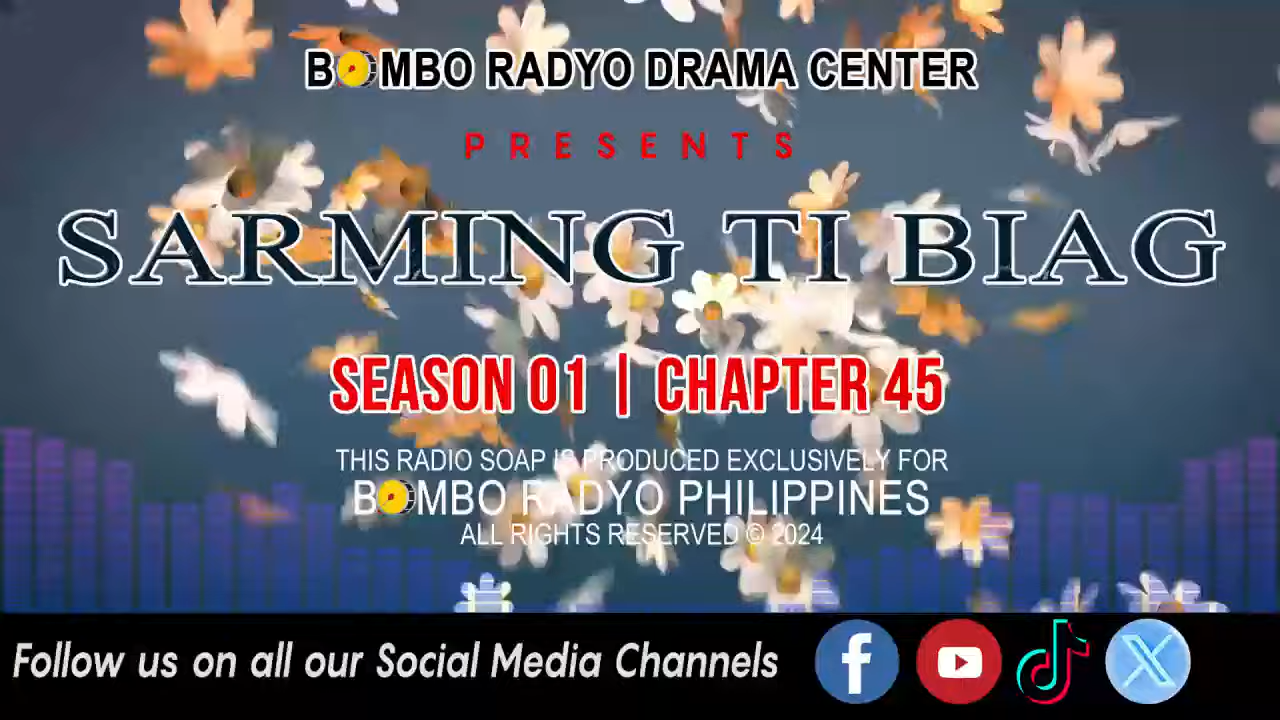 BOMBO RADYO DRAMA CENTER
PRESENTS
SARMING TI BIAG
SEASON 01 | CHAPTER 45
THIS RADIO SOAP IS PRODUCED EXCLUSIVELY FOR
BOMBO RADYO PHILIPPINES
ALL RIGHTS RESERVED © 2024
Follow us on all our Social Media Channels